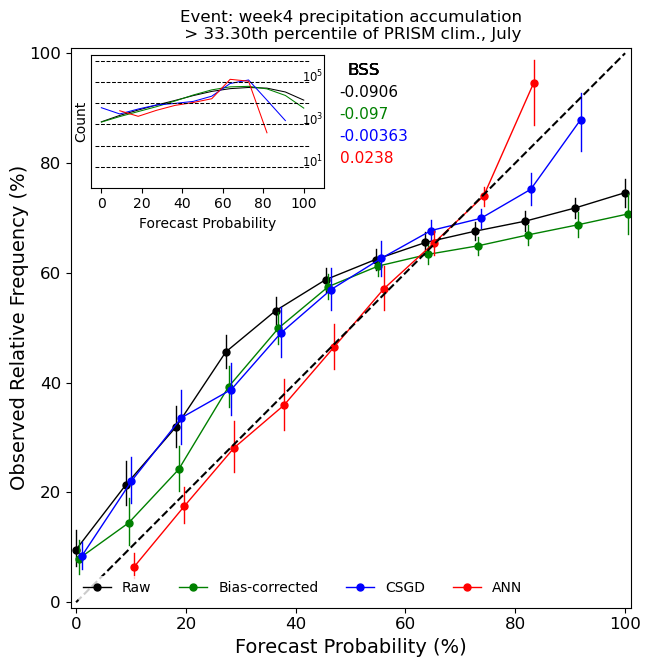 Event: week4 precipitation accumulation
> 33.30th percentile of PRISM clim., July
100
80
60
40
20
0
Observed Relative Frequency (%)
Count
10^5
10^3
10^1
0 20 40 60 80 100
Forecast Probability
BSS
-0.0906
-0.097
-0.00363
0.0238
Raw Bias-corrected CSGD ANN
0 20 40 60 80 100
Forecast Probability (%)